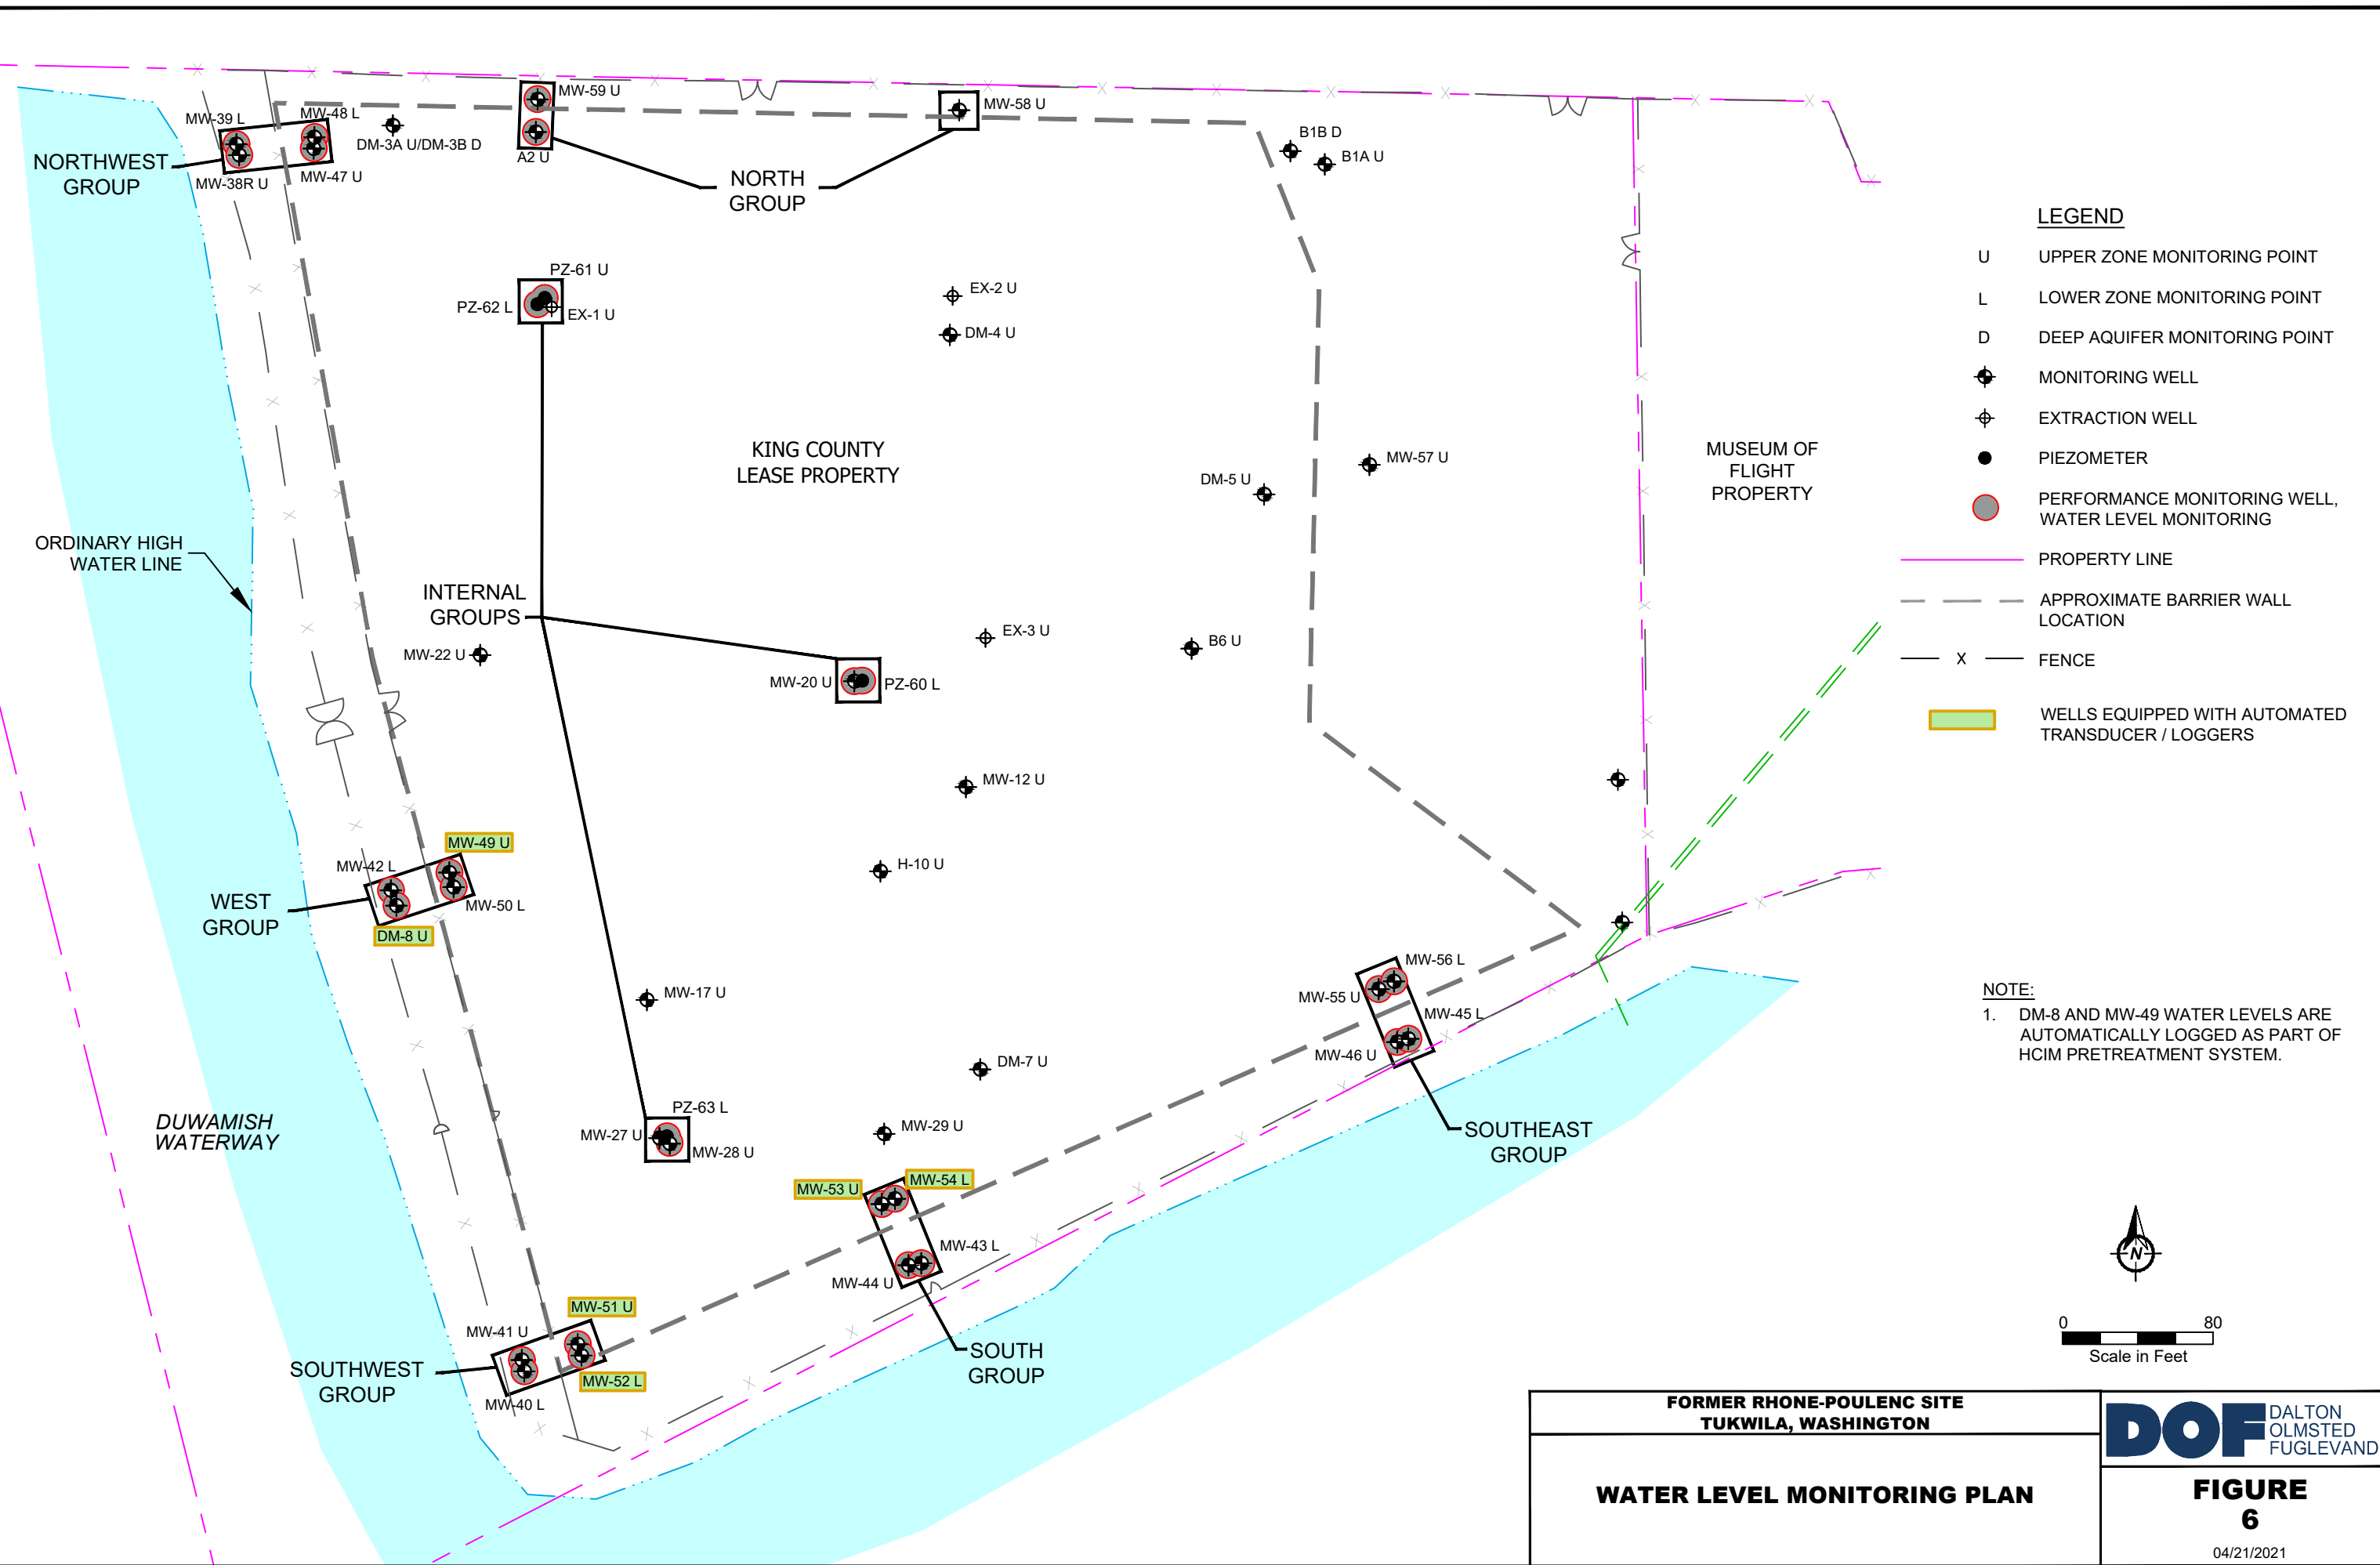 MW-59 U
MW-39 L
MW-48 L
DM-3A U/DM-3B D
A2 U
MW-58 U
B1B D
B1A U
NORTHWEST
GROUP
MW-38R U
MW-47 U
NORTH
GROUP
PZ-61 U
PZ-62 L
EX-1 U
EX-2 U
DM-4 U
KING COUNTY
LEASE PROPERTY
DM-5 U
MW-57 U
MUSEUM OF
FLIGHT
PROPERTY
ORDINARY HIGH
WATER LINE
INTERNAL
GROUPS
MW-22 U
EX-3 U
B6 U
MW-20 U
PZ-60 L
MW-12 U
MW-49 U
MW-42 L
H-10 U
WEST
GROUP
MW-50 L
DM-8 U
MW-17 U
MW-56 L
MW-55 U
MW-45 L
MW-46 U
DM-7 U
DUWAMISH
WATERWAY
PZ-63 L
MW-27 U
MW-28 U
MW-29 U
SOUTHEAST
GROUP
MW-53 U
MW-54 L
MW-43 L
MW-44 U
MW-51 U
MW-41 U
SOUTHWEST
GROUP
MW-52 L
MW-40 L
SOUTH
GROUP
LEGEND
U UPPER ZONE MONITORING POINT
L LOWER ZONE MONITORING POINT
D DEEP AQUIFER MONITORING POINT
MONITORING WELL
EXTRACTION WELL
PIEZOMETER
PERFORMANCE MONITORING WELL,
WATER LEVEL MONITORING
PROPERTY LINE
APPROXIMATE BARRIER WALL
LOCATION
X FENCE
WELLS EQUIPPED WITH AUTOMATED
TRANSDUCER / LOGGERS
NOTE:
1. DM-8 AND MW-49 WATER LEVELS ARE
AUTOMATICALLY LOGGED AS PART OF
HCIM PRETREATMENT SYSTEM.
N
0 80
Scale in Feet
FORMER RHONE-POULENC SITE
TUKWILA, WASHINGTON
WATER LEVEL MONITORING PLAN
DOF
DALTON
OLMSTED
FUGLEVAND
FIGURE
6
04/21/2021